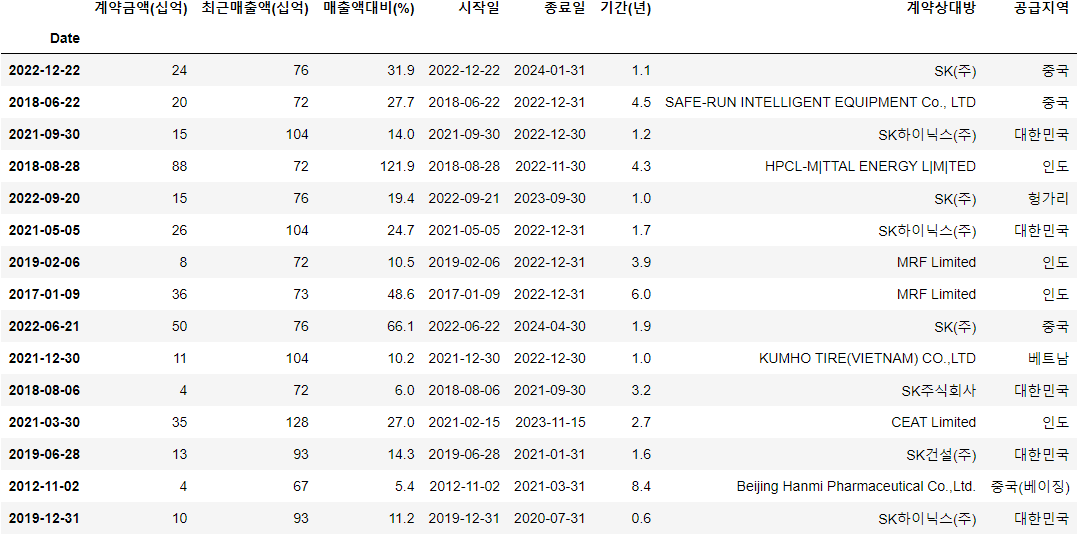 계약금액(십억) 최근매출액(십억) 매출액대비(%) 시작일 종료일 기간(년) 계약상대방 공급지역
Date
2022-12-22 24 76 31.9 2022-12-22 2024-01-31 1.1 SK(주) 중국
2018-06-22 20 72 27.7 2018-06-22 2022-12-31 4.5 SAFE-RUN INTELLIGENT EQUIPMENT Co., LTD 중국
2021-09-30 15 104 14.0 2021-09-30 2022-12-30 1.2 SK하이닉스(주) 대한민국
2018-08-28 88 72 121.9 2018-08-28 2022-11-30 4.3 HPCL-M|TTAL ENERGY L|M|TED 인도
2022-09-20 15 76 19.4 2022-09-21 2023-09-30 1.0 SK(주) 헝가리
2021-05-05 26 104 24.7 2021-05-05 2022-12-31 1.7 SK하이닉스(주) 대한민국
2019-02-06 8 72 10.5 2019-02-06 2022-12-31 3.9 MRF Limited 인도
2017-01-09 36 73 48.6 2017-01-09 2022-12-31 6.0 MRF Limited 인도
2022-06-21 50 76 66.1 2022-06-22 2024-04-30 1.9 SK(주) 중국
2021-12-30 11 104 10.2 2021-12-30 2022-12-30 1.0 KUMHO TIRE(VIETNAM) CO.,LTD 베트남
2018-08-06 4 72 6.0 2018-08-06 2021-09-30 3.2 SK주식회사 대한민국
2021-03-30 35 128 27.0 2021-02-15 2023-11-15 2.7 CEAT Limited 인도
2019-06-28 13 93 14.3 2019-06-28 2021-01-31 1.6 SK건설(주) 대한민국
2012-11-02 4 67 5.4 2012-11-02 2021-03-31 8.4 Beijing Hanmi Pharmaceutical Co.,Ltd. 중국(베이징)
2019-12-31 10 93 11.2 2019-12-31 2020-07-31 0.6 SK하이닉스(주) 대한민국